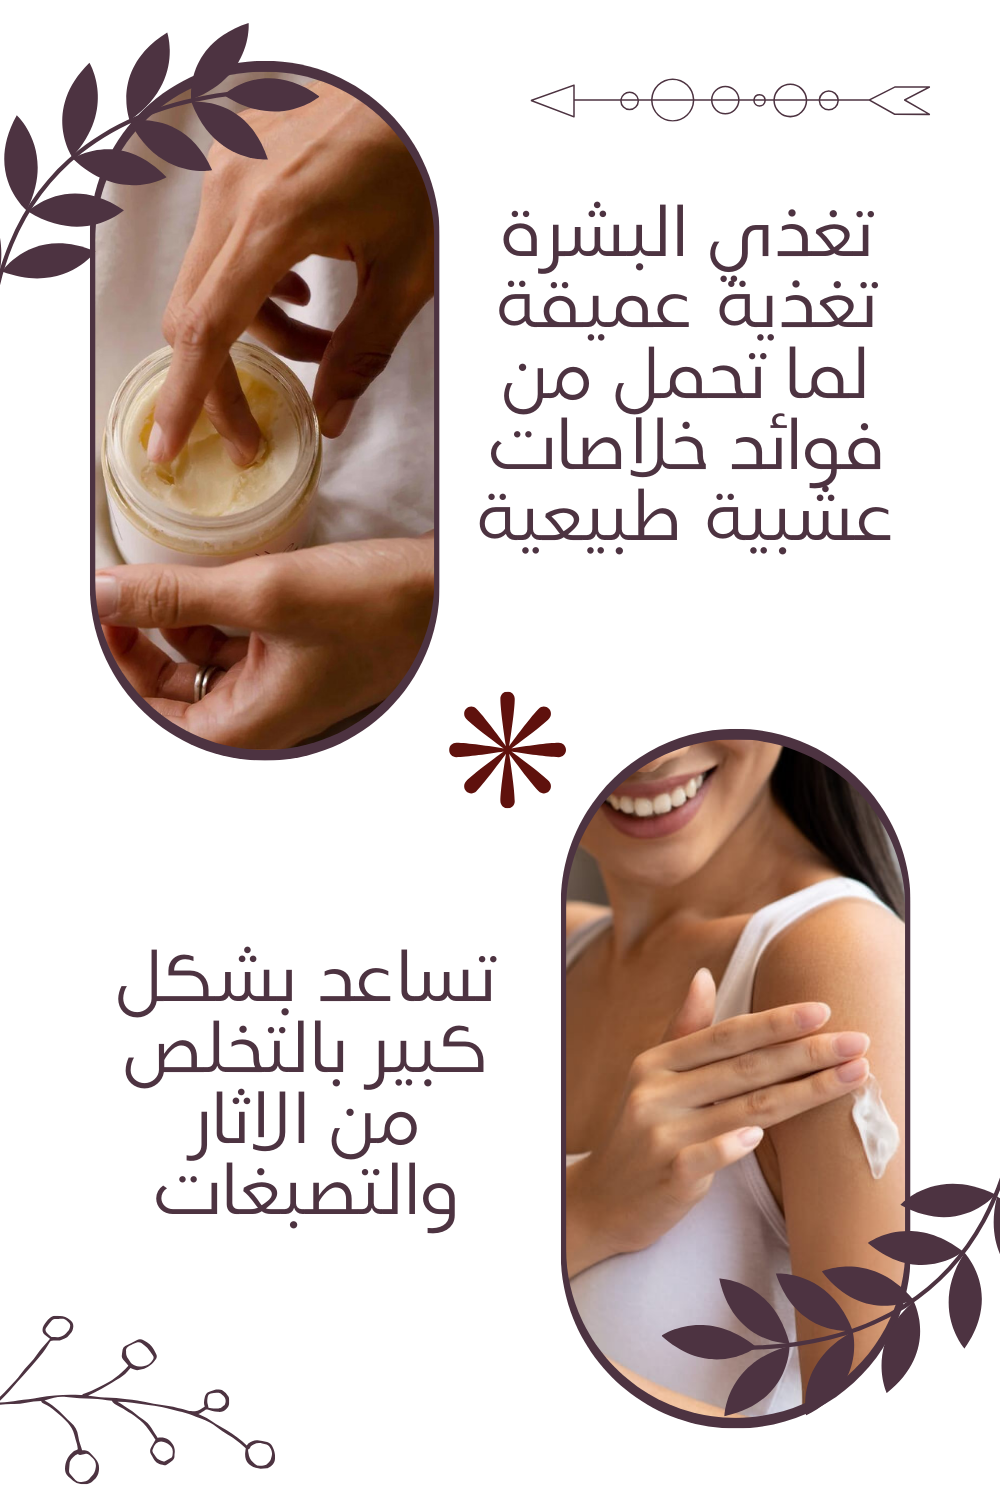 تغذي البشرة
تغذية عميقة
لما تحمل من
فوائد خلاصات
عشبية طبيعية
تساعد بشكل
كبير بالتخلص
من الاثار
والتصبغات